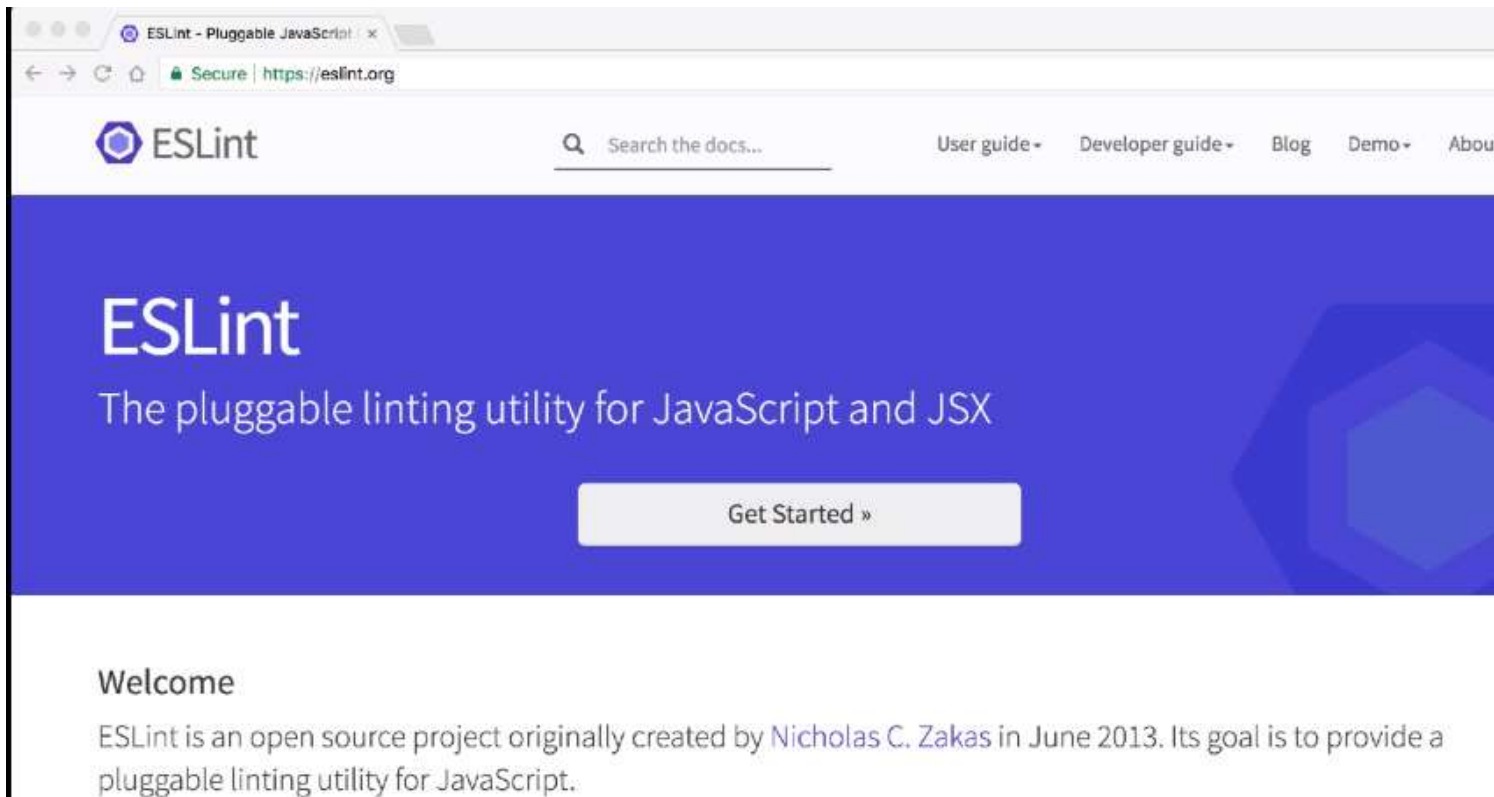 ESLint - Pluggable JavaScript
Secure | https://eslint.org
ESLint
Search the docs...
User guide
Developer guide
Blog
Demo
Abou
ESLint
The pluggable linting utility for JavaScript and JSX
Get Started »
Welcome
ESLint is an open source project originally created by Nicholas C. Zakas in June 2013. Its goal is to provide a
pluggable linting utility for JavaScript.